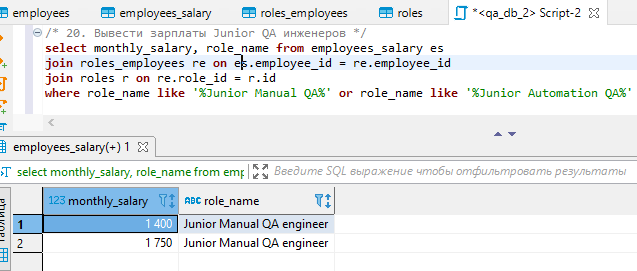 employees employees_salary roles_employees roles *<qa_db_2> Script-2
/* 20. Вывести зарплаты Junior QA инженеров */
select monthly_salary, role_name from employees_salary es
join roles_employees re on es.employee_id = re.employee_id
join roles r on re.role_id = r.id
where role_name like '%Junior Manual QA%' or role_name like '%Junior Automation QA%'
employees_salary(+) 1
select monthly_salary, role_name from emp Введите SQL выражение чтобы отфильтровать результаты
Таблица
123 monthly_salary ABC role_name
1 1 400 Junior Manual QA engineer
2 1 750 Junior Manual QA engineer